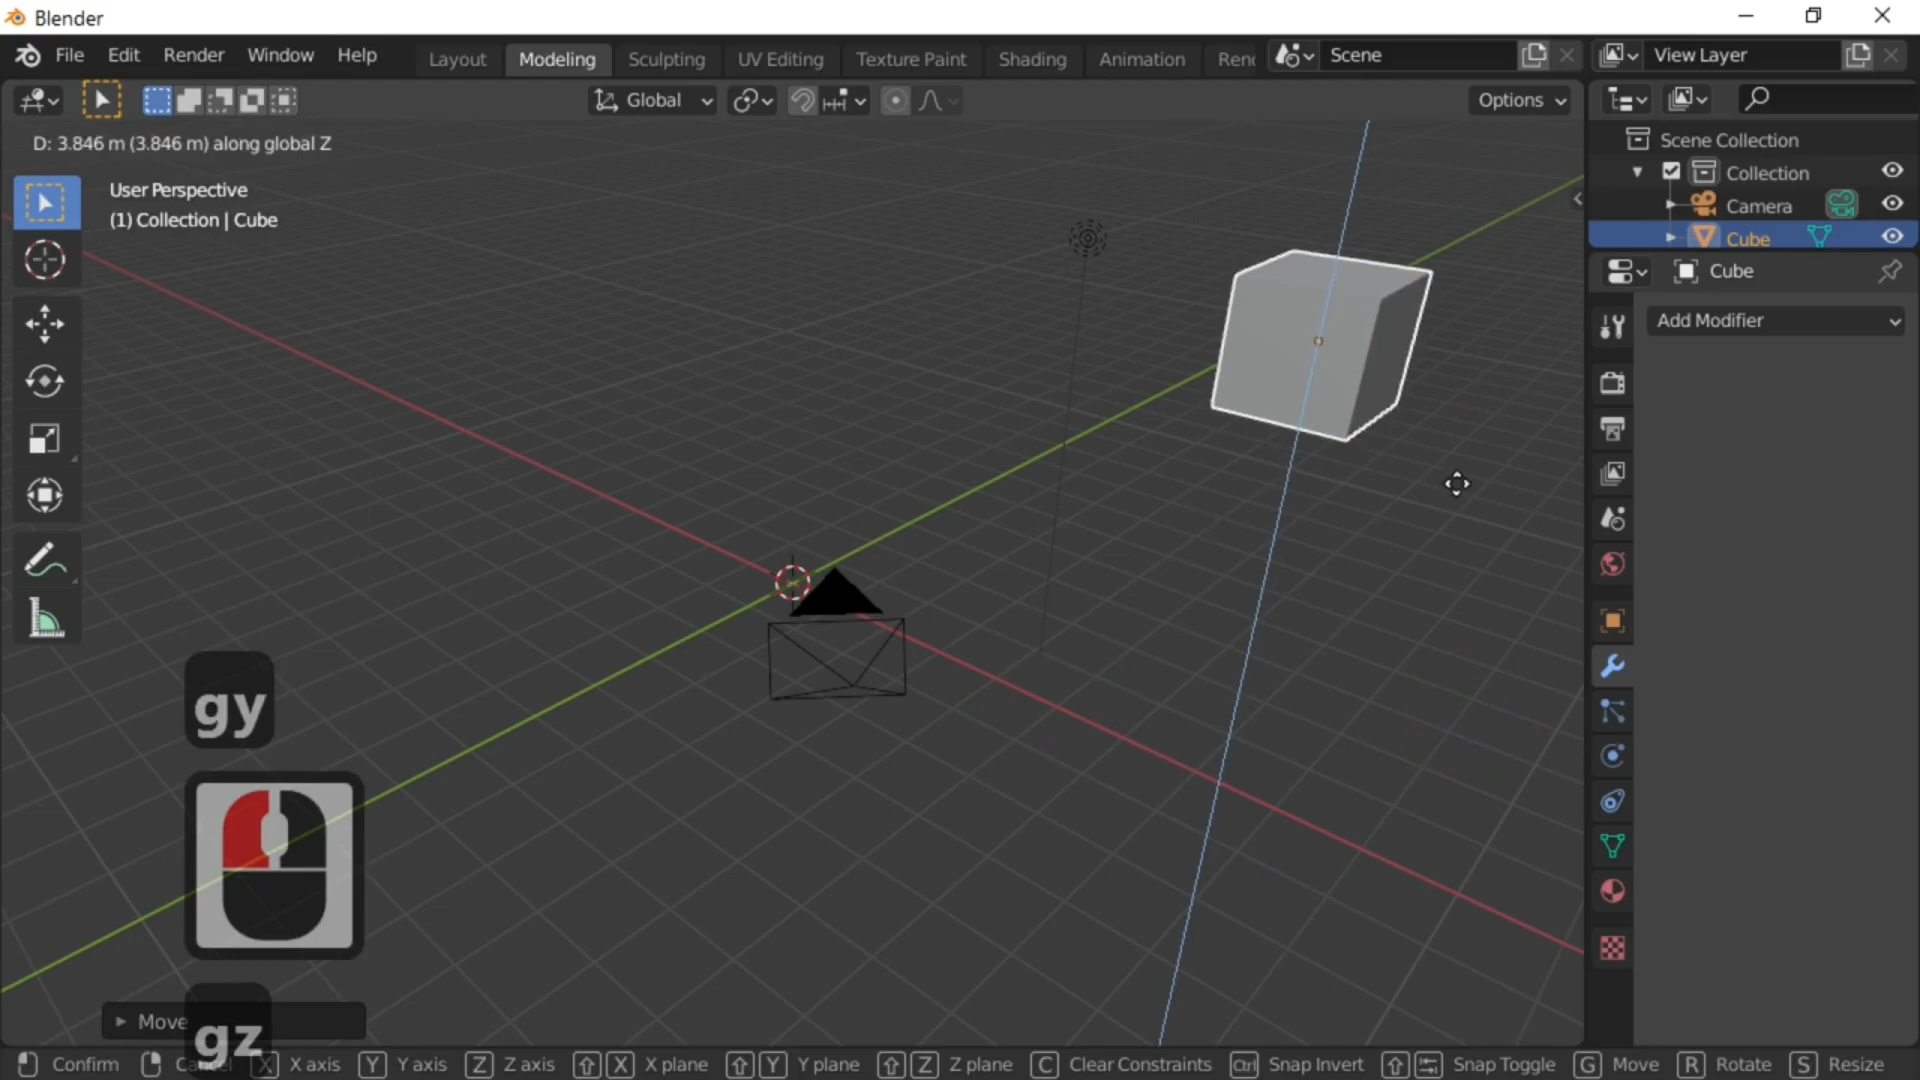 Blender
File Edit Render Window Help Layout Modeling Sculpting UV Editing Texture Paint Shading Animation Ren Scene View Layer
Global Options
D: 3.846 m (3.846 m) along global Z
Scene Collection
User Perspective
Collection
(1) Collection | Cube
Camera
Cube
Cube
Add Modifier
gy
Move
gz
Confirm Cancel X X axis Y Y axis Z Z axis X X plane Y Y plane Z Z plane C Clear Constraints Ctrl Snap Invert Snap Toggle G Move R Rotate S Resize